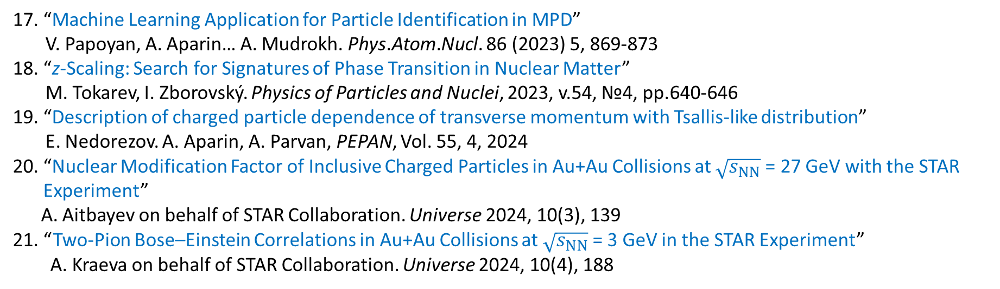 17. “Machine Learning Application for Particle Identification in MPD”
V. Papoyan, A. Aparin... A. Mudrokh. Phys.Atom.Nucl. 86 (2023) 5, 869-873
18. “z-Scaling: Search for Signatures of Phase Transition in Nuclear Matter”
M. Tokarev, I. Zborovský. Physics of Particles and Nuclei, 2023, v.54, №4, pp.640-646
19. “Description of charged particle dependence of transverse momentum with Tsallis-like distribution”
E. Nedorezov. A. Aparin, A. Parvan, PEPAN, Vol. 55, 4, 2024
20. “Nuclear Modification Factor of Inclusive Charged Particles in Au+Au Collisions at √sNN = 27 GeV with the STAR
Experiment”
A. Aitbayev on behalf of STAR Collaboration. Universe 2024, 10(3), 139
21. “Two-Pion Bose–Einstein Correlations in Au+Au Collisions at √sNN = 3 GeV in the STAR Experiment”
A. Kraeva on behalf of STAR Collaboration. Universe 2024, 10(4), 188